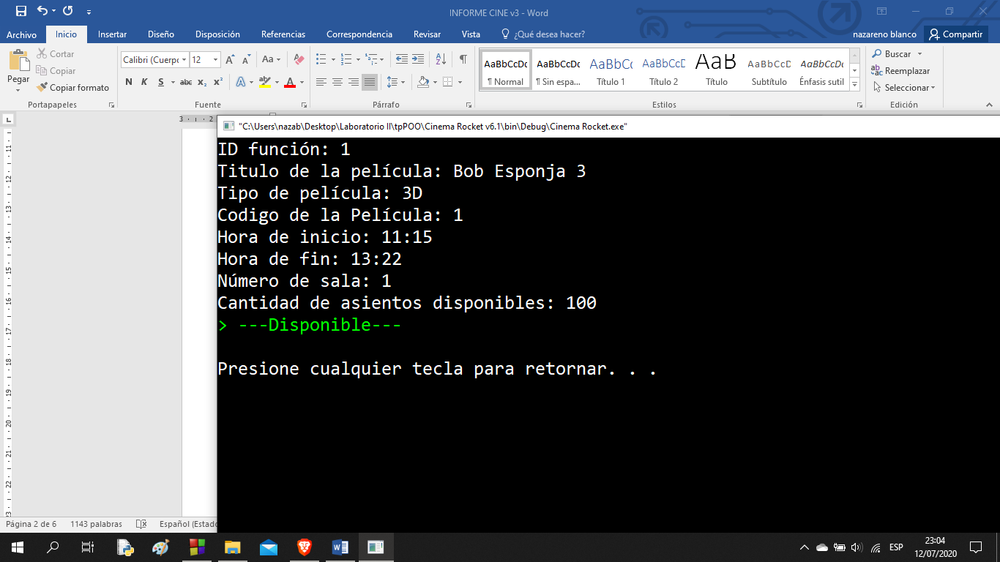 INFORME CINE v3 - Word
Archivo Inicio Insertar Diseño Disposición Referencias Correspondencia Revisar Vista ¿Qué desea hacer? nazareno blanco Compartir
Pegar
Cortar
Copiar
Copiar formato
Portapapeles
Calibri (Cuerpo 12
N K S abc x₂ x²
Fuente
Párrafo
AaBbCcDc AaBbCcDc AaBbCc AaBbCcD AaB AaBbCcD AaBbCcDc
¶ Normal ¶ Sin espa... Título 1 Título 2 Título Subtítulo Énfasis sutil
Estilos
Buscar
Reemplazar
Seleccionar
Edición
"C:\Users\nazab\Desktop\Laboratorio II\tpPOO\Cinema Rocket v6.1\bin\Debug\Cinema Rocket.exe"
ID función: 1
Titulo de la película: Bob Esponja 3
Tipo de película: 3D
Codigo de la Película: 1
Hora de inicio: 11:15
Hora de fin: 13:22
Número de sala: 1
Cantidad de asientos disponibles: 100
> ---Disponible---
Presione cualquier tecla para retornar. . .
Página 2 de 6 1143 palabras Español (Estado
ESP
23:04
12/07/2020